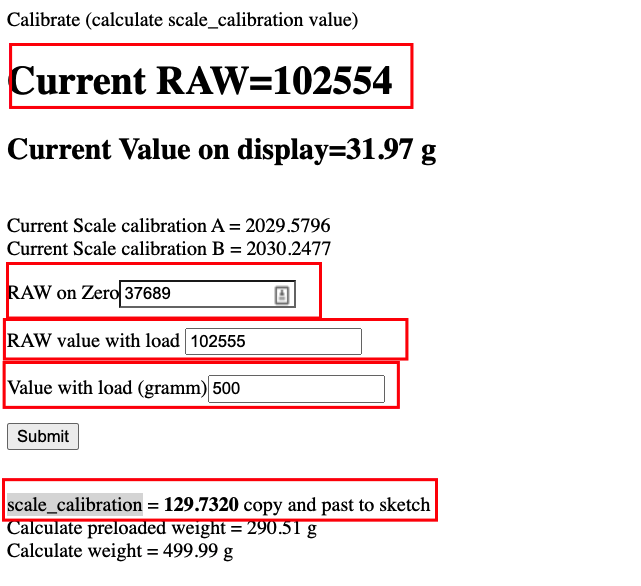 Calibrate (calculate scale_calibration value)
Current RAW=102554
Current Value on display=31.97 g
Current Scale calibration A = 2029.5796
Current Scale calibration B = 2030.2477
RAW on Zero 37689
RAW value with load 102555
Value with load (gramm) 500
Submit
scale_calibration = 129.7320 copy and past to sketch
Calculate preloaded weight = 290.51 g
Calculate weight = 499.99 g